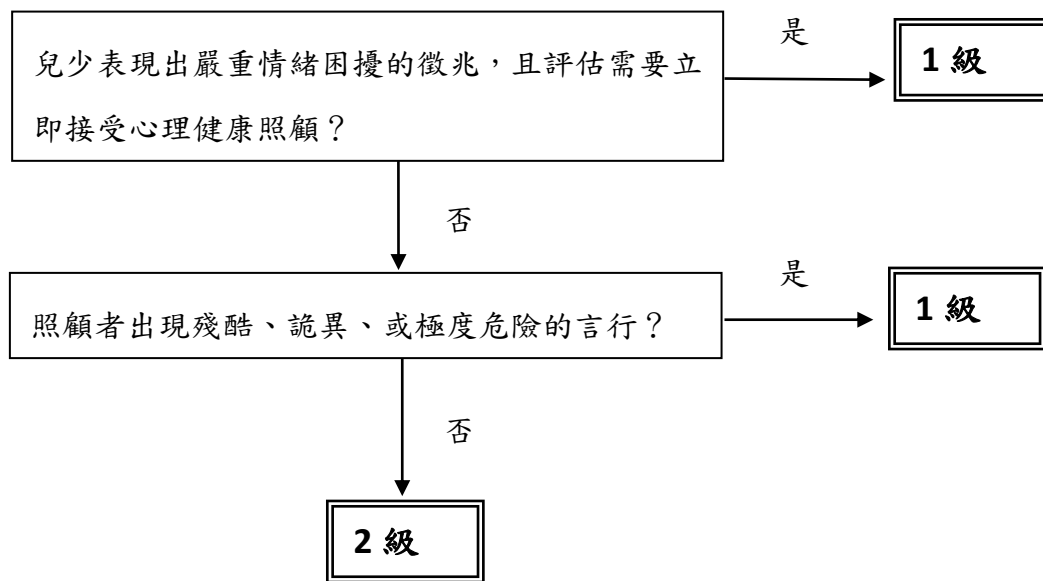 是
兒少表現出嚴重情緒困擾的徵兆，且評估需要立
即接受心理健康照顧？
1 級
否
是
照顧者出現殘酷、詭異、或極度危險的言行？
1 級
否
2 級